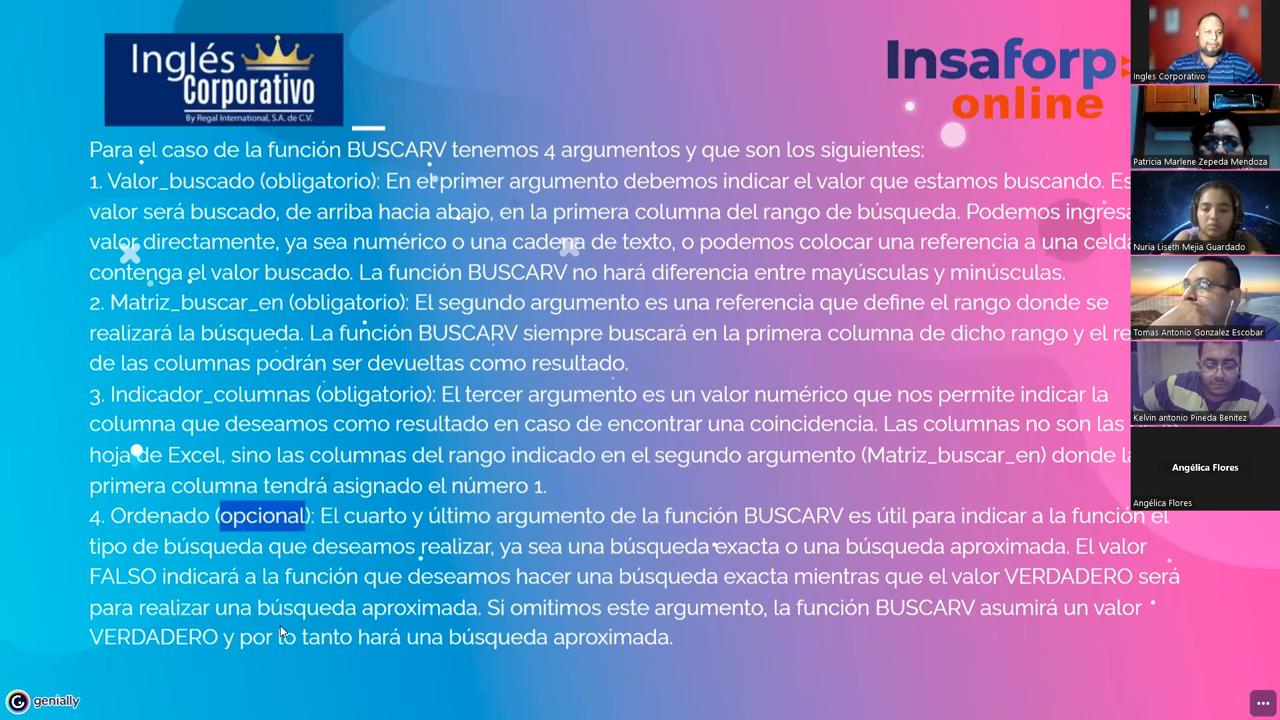 Inglés
Corporativo
By Regal International, S.A. de C.V.
Insaforp
online
Para el caso de la función BUSCARV tenemos 4 argumentos y que son los siguientes:
1. Valor_buscado (obligatorio): En el primer argumento debemos indicar el valor que estamos buscando. Es
valor será buscado, de arriba hacia abajo, en la primera columna del rango de búsqueda. Podemos ingresa
valor directamente, ya sea numérico o una cadena de texto, o podemos colocar una referencia a una celda
contenga el valor buscado. La función BUSCARV no hará diferencia entre mayúsculas y minúsculas.
2. Matriz_buscar_en (obligatorio): El segundo argumento es una referencia que define el rango donde se
realizará la búsqueda. La función BUSCARV siempre buscará en la primera columna de dicho rango y el re
de las columnas podrán ser devueltas como resultado.
3. Indicador_columnas (obligatorio): El tercer argumento es un valor numérico que nos permite indicar la
columna que deseamos como resultado en caso de encontrar una coincidencia. Las columnas no son las
hoja de Excel, sino las columnas del rango indicado en el segundo argumento (Matriz_buscar_en) donde la
primera columna tendrá asignado el número 1.
4. Ordenado (opcional): El cuarto y último argumento de la función BUSCARV es útil para indicar a la función el
tipo de búsqueda que deseamos realizar, ya sea una búsqueda exacta o una búsqueda aproximada. El valor
FALSO indicará a la función que deseamos hacer una búsqueda exacta mientras que el valor VERDADERO será
para realizar una búsqueda aproximada. Si omitimos este argumento, la función BUSCARV asumirá un valor
VERDADERO y por lo tanto hará una búsqueda aproximada.
genially
Ingles Corporativo
Patricia Marlene Zepeda Mendoza
Nuria Liseth Mejia Guardado
Tomas Antonio Gonzalez Escobar
Kelvin antonio Pineda Benitez
Angélica Flores
Angélica Flores